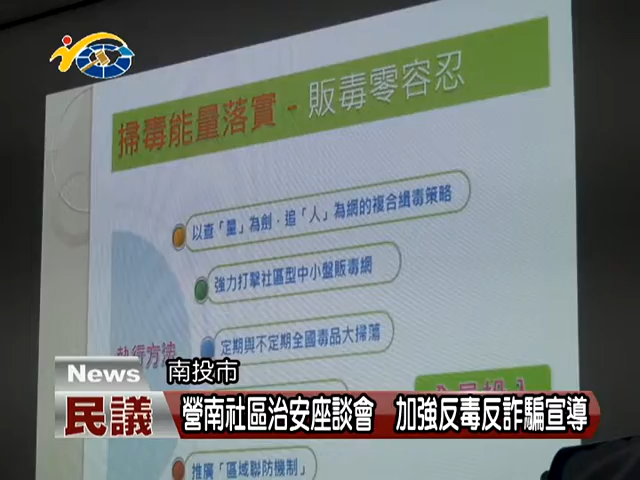 掃毒能量落實 - 販毒零容忍
以查「量」為劍，追「人」為網的複合緝毒策略
強力打擊社區型中小盤販毒網
定期與不定期全國毒品大掃蕩
執行方法
推廣「區域聯防機制」
News 南投市
民議 營南社區治安座談會 加強反毒反詐騙宣導